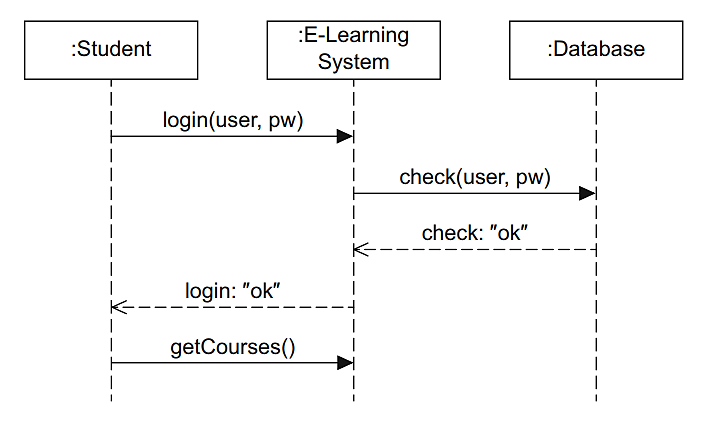 :Student
:E-Learning
System
:Database
login(user, pw)
check(user, pw)
check: "ok"
login: "ok"
getCourses()